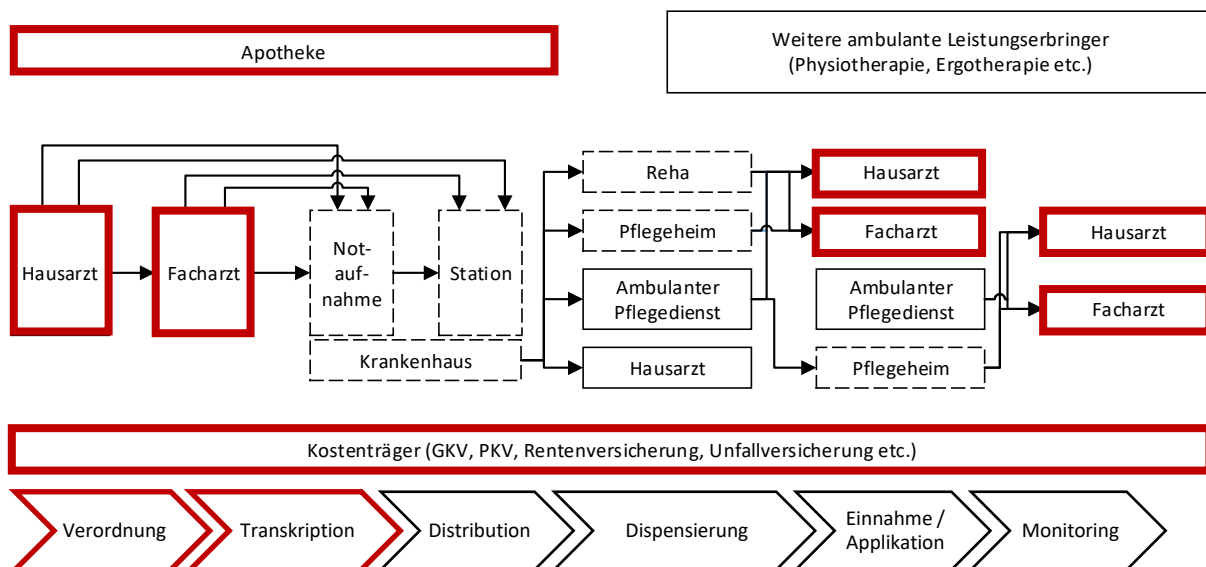 Apotheke
Weitere ambulante Leistungserbringer
(Physiotherapie, Ergotherapie etc.)
Hausarzt
Facharzt
Not-
auf-
nahme
Station
Krankenhaus
Reha
Pflegeheim
Ambulanter
Pflegedienst
Hausarzt
Hausarzt
Facharzt
Ambulanter
Pflegedienst
Pflegeheim
Hausarzt
Facharzt
Kostenträger (GKV, PKV, Rentenversicherung, Unfallversicherung etc.)
Verordnung
Transkription
Distribution
Dispensierung
Einnahme /
Applikation
Monitoring